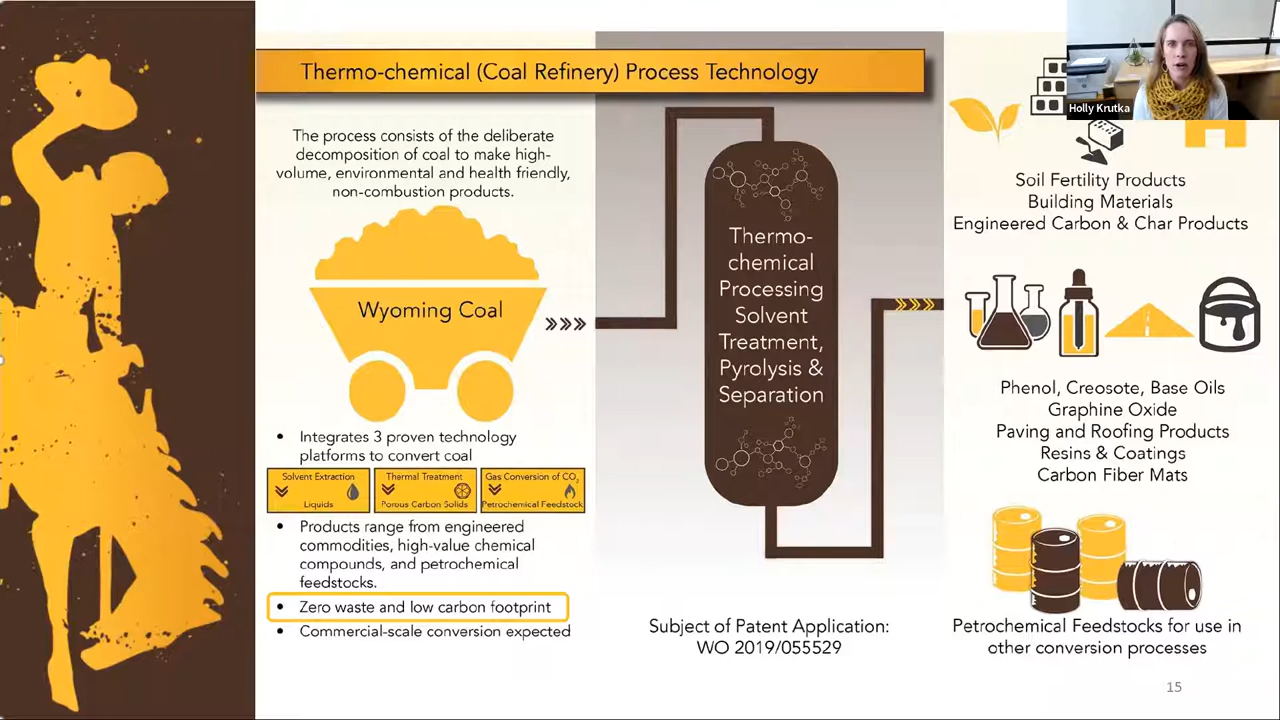 Thermo-chemical (Coal Refinery) Process Technology
The process consists of the deliberate
decomposition of coal to make high-
volume, environmental and health friendly,
non-combustion products.
Wyoming Coal
• Integrates 3 proven technology
platforms to convert coal
Solvent Extraction
Liquids
Thermal Treatment
Porous Carbon Solids
Gas Conversion of CO₂
Petrochemical Feedstock
• Products range from engineered
commodities, high-value chemical
compounds, and petrochemical
feedstocks.
• Zero waste and low carbon footprint
• Commercial-scale conversion expected
Thermo-
chemical
Processing
Solvent
Treatment,
Pyrolysis &
Separation
Subject of Patent Application:
WO 2019/055529
Holly Krutka
Soil Fertility Products
Building Materials
Engineered Carbon & Char Products
Phenol, Creosote, Base Oils
Graphine Oxide
Paving and Roofing Products
Resins & Coatings
Carbon Fiber Mats
Petrochemical Feedstocks for use in
other conversion processes
15